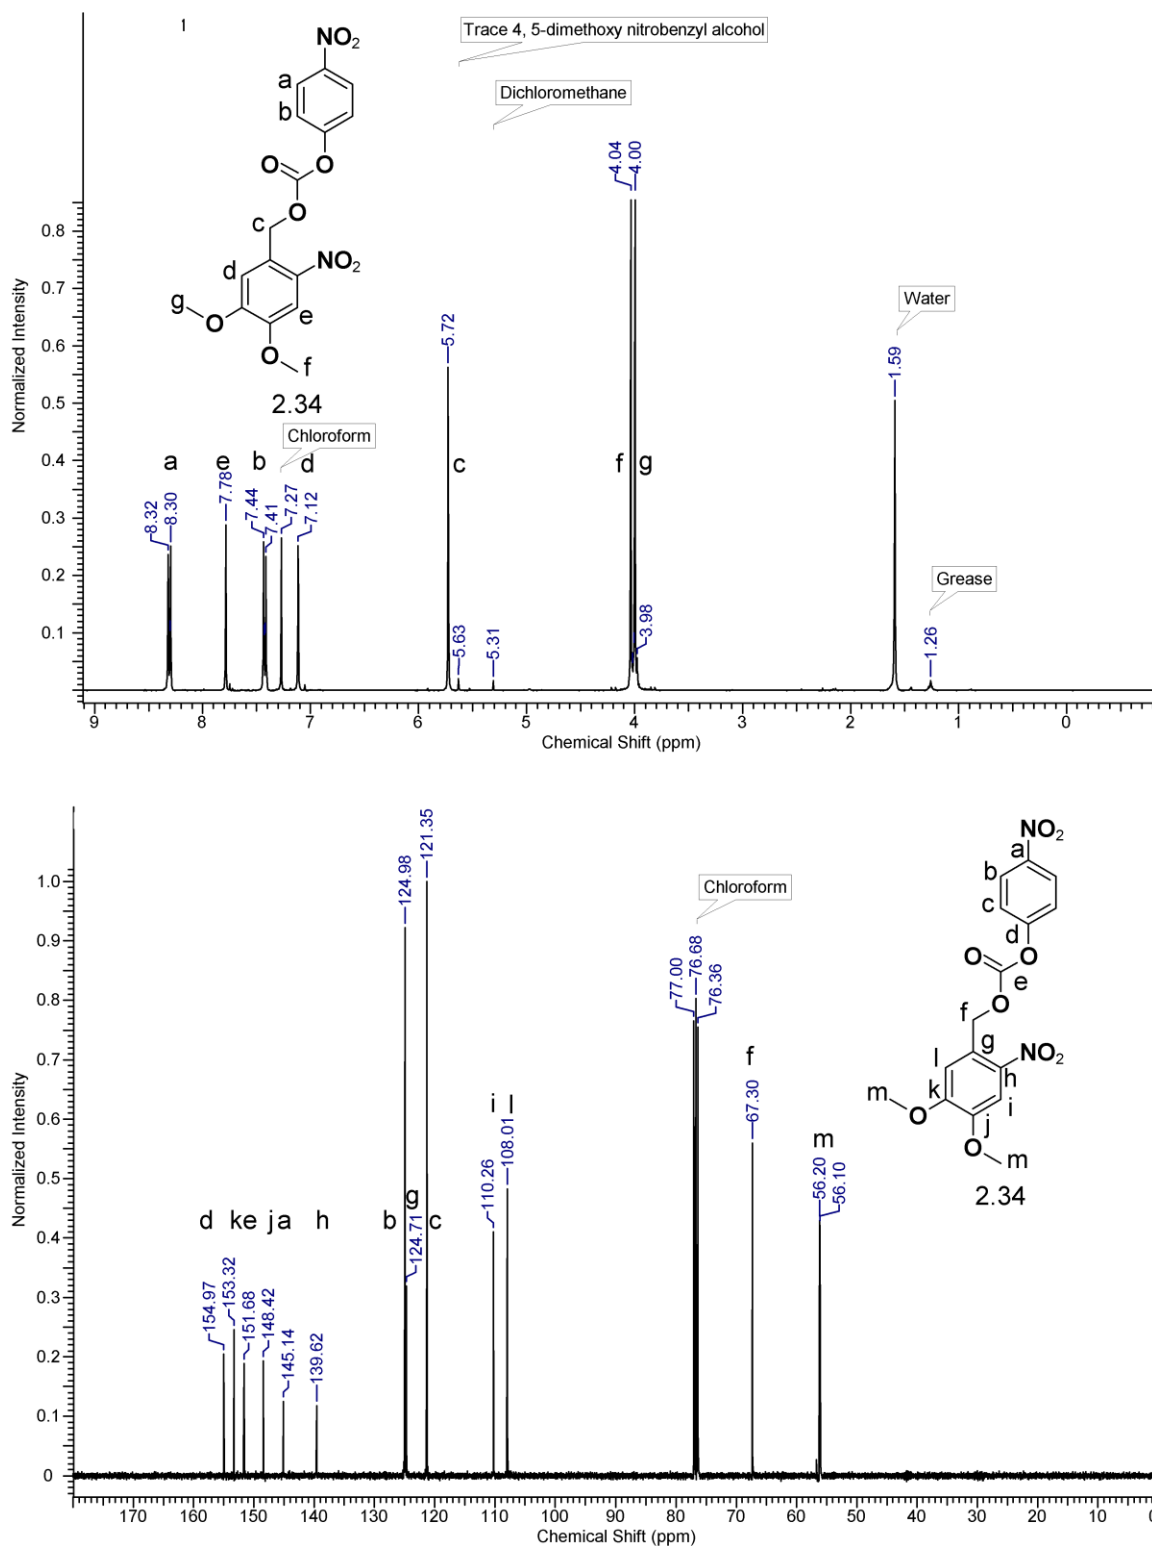 1
Trace 4, 5-dimethoxy nitrobenzyl alcohol
NO2
Dichloromethane
a
b
O
O
O
c
NO2
d
g
e
O
O
f
2.34
4.04
4.00
Water
Chloroform
5.72
1.59
a
e
b
d
c
f
g
8.32
8.30
7.78
7.44
7.41
7.27
7.12
5.63
5.31
3.98
Grease
1.26
Normalized Intensity
0.8
0.7
0.6
0.5
0.4
0.3
0.2
0.1
9 8 7 6 5 4 3 2 1 0
Chemical Shift (ppm)
NO2
a
b
c
d
O
O
e
O
f
g
NO2
l
h
k
i
m
O
j
O
m
2.34
124.98
121.35
Chloroform
77.00
76.68
76.36
f
67.30
i
l
110.26
108.01
m
56.20
56.10
d
k
e
j
a
h
b
g
c
124.71
154.97
153.32
151.68
148.42
145.14
139.62
Normalized Intensity
1.0
0.9
0.8
0.7
0.6
0.5
0.4
0.3
0.2
0.1
0
170 160 150 140 130 120 110 100 90 80 70 60 50 40 30 20 10 0
Chemical Shift (ppm)